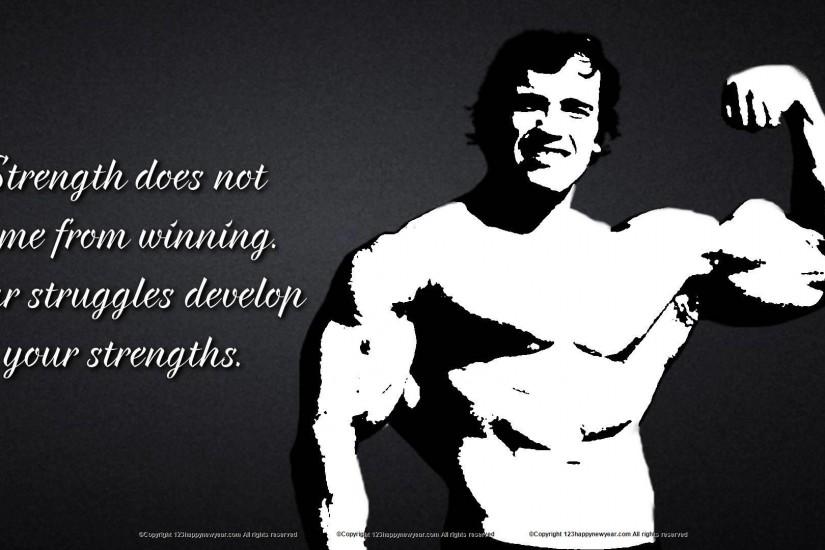 Strength does not
me from winning.
r struggles develop
your strengths.
©Copyright 123happynewyear.com All rights reserved ©Copyright 123happynewyear.com All rights reserved ©Copyright 123happynewyear.com All rights reserved